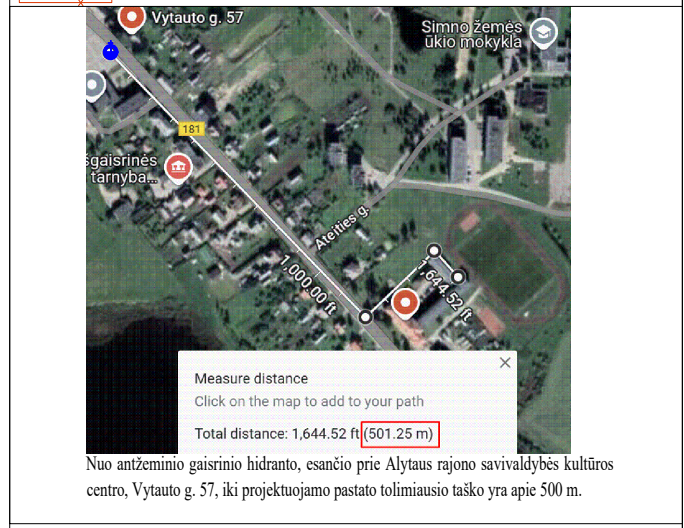 Vytauto g. 57
Simno žemės
ūkio mokykla
181
šgaisrinės
tarnyba...
Ateities g.
1,000.00 ft
1,644.52 ft
Measure distance
Click on the map to add to your path
Total distance: 1,644.52 ft (501.25 m)
Nuo antžeminio gaisrinio hidranto, esančio prie Alytaus rajono savivaldybės kultūros
centro, Vytauto g. 57, iki projektuojamo pastato tolimiausio taško yra apie 500 m.